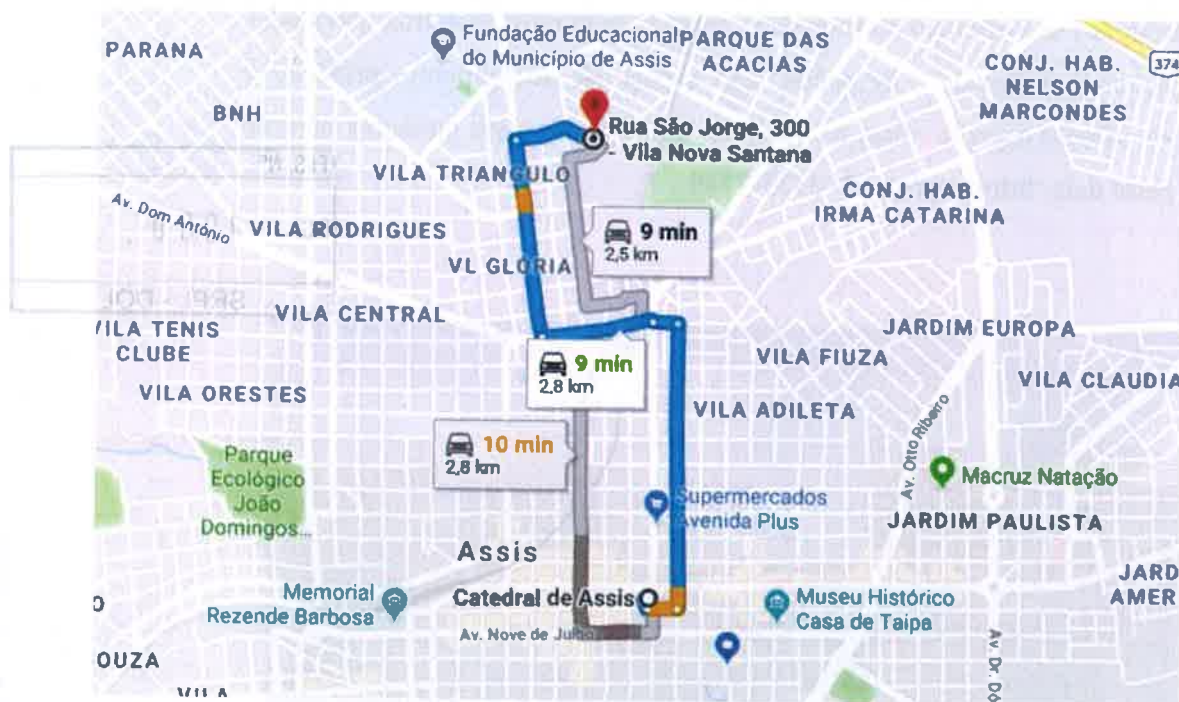 PARANA
Fundação Educacional
do Município de Assis
PARQUE DAS
ACACIAS
CONJ. HAB.
NELSON
MARCONDES
374
BNH
Rua São Jorge, 300
- Vila Nova Santana
VILA TRIANGULO
CONJ. HAB.
IRMA CATARINA
Av. Dom Antônio
VILA RODRIGUES
9 min
2,5 km
VL GLORIA
VILA CENTRAL
VILA TENIS
CLUBE
JARDIM EUROPA
9 min
2,8 km
VILA FIUZA
VILA CLAUDIA
VILA ORESTES
VILA ADILETA
Av. Otto Ribeiro
10 min
2,8 km
Parque
Ecológico
João
Domingos...
Macruz Natação
Supermercados
Avenida Plus
JARDIM PAULISTA
Assis
JARD
AMER
Memorial
Rezende Barbosa
Catedral de Assis
Museu Histórico
Casa de Taipa
O
Av. Nove de Julho
Av. Dr. Dó
OUZA
VILA